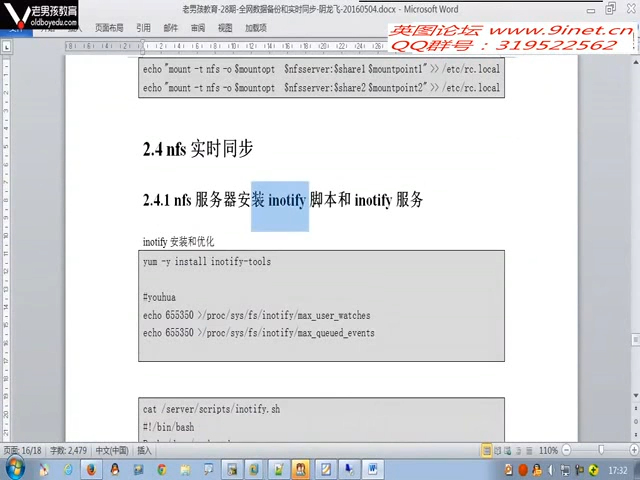 老男孩教育
oldboyedu.com
老男孩教育-28期-全网数据备份和实时同步-明龙飞-20160504.docx - Microsoft Word
页面布局
引用
邮件
审阅
视图
加载项
英图论坛 www.9inet.cn
QQ群号：319522562
echo "mount -t nfs -o $mountopt $nfsserver:$share1 $mountpoint1" >> /etc/rc.local
echo "mount -t nfs -o $mountopt $nfsserver:$share2 $mountpoint2" >> /etc/rc.local
2.4 nfs 实时同步
2.4.1 nfs 服务器安装 inotify 脚本和 inotify 服务
inotify 安装和优化
yum -y install inotify-tools
#youhua
echo 655350 >/proc/sys/fs/inotify/max_user_watches
echo 655350 >/proc/sys/fs/inotify/max_queued_events
cat /server/scripts/inotify.sh
#!/bin/bash
页面: 16/18
字数: 2,479
中文(中国)
插入
110%
17:32